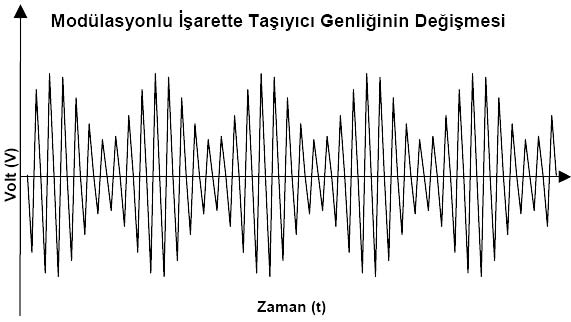 Modülasyonlu İşarette Taşıyıcı Genliğinin Değişmesi
Volt (V)
Zaman (t)